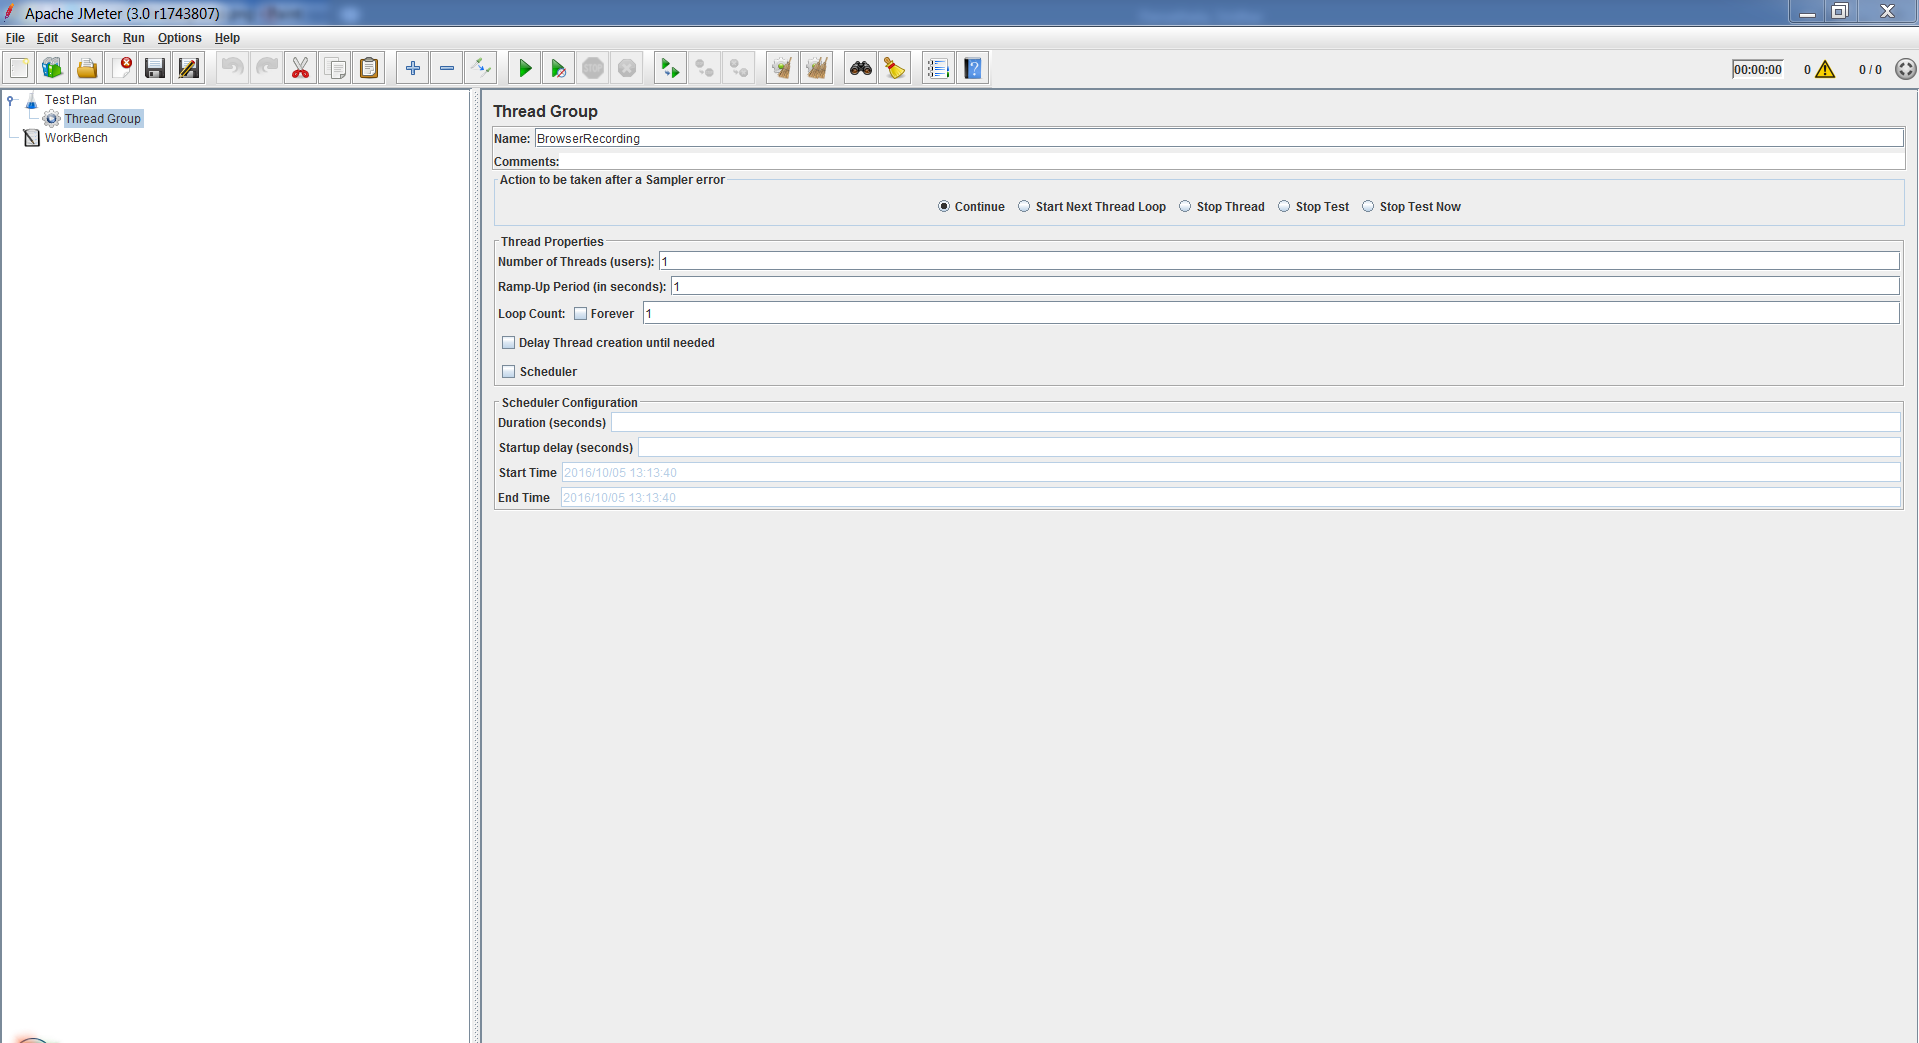 Apache JMeter (3.0 r1743807)
File Edit Search Run Options Help
STOP
00:00:00 0 0 / 0
Test Plan
Thread Group
WorkBench
Thread Group
Name: BrowserRecording
Comments:
Action to be taken after a Sampler error
Continue Start Next Thread Loop Stop Thread Stop Test Stop Test Now
Thread Properties
Number of Threads (users): 1
Ramp-Up Period (in seconds): 1
Loop Count: Forever 1
Delay Thread creation until needed
Scheduler
Scheduler Configuration
Duration (seconds)
Startup delay (seconds)
Start Time 2016/10/05 13:13:40
End Time 2016/10/05 13:13:40